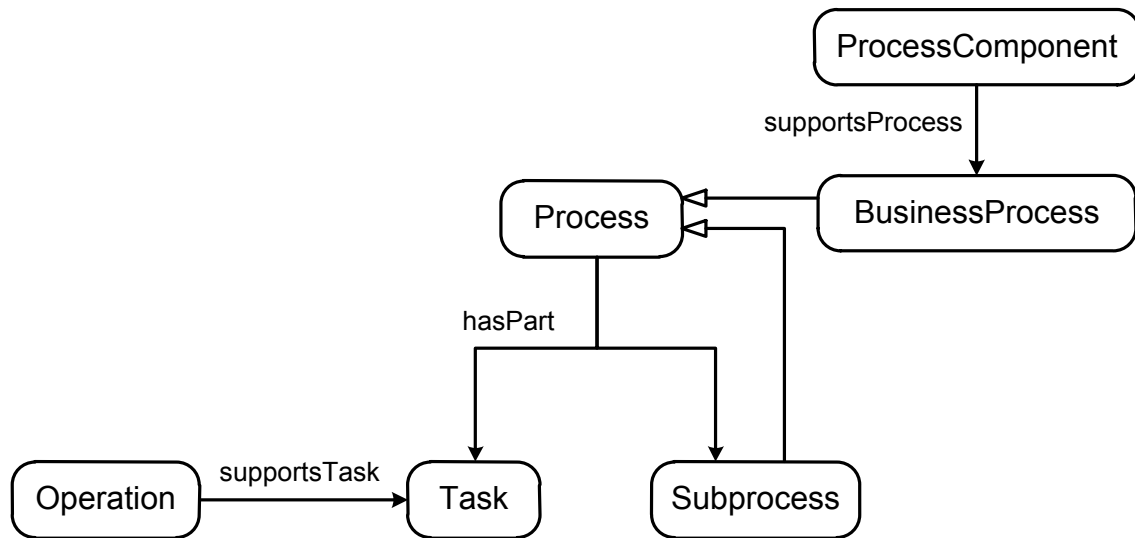 ProcessComponent
supportsProcess
Process
BusinessProcess
hasPart
supportsTask
Operation
Task
Subprocess